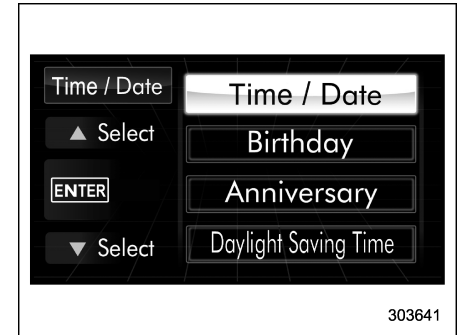 Time / Date
▲ Select
ENTER
▼ Select
Time / Date
Birthday
Anniversary
Daylight Saving Time
303641